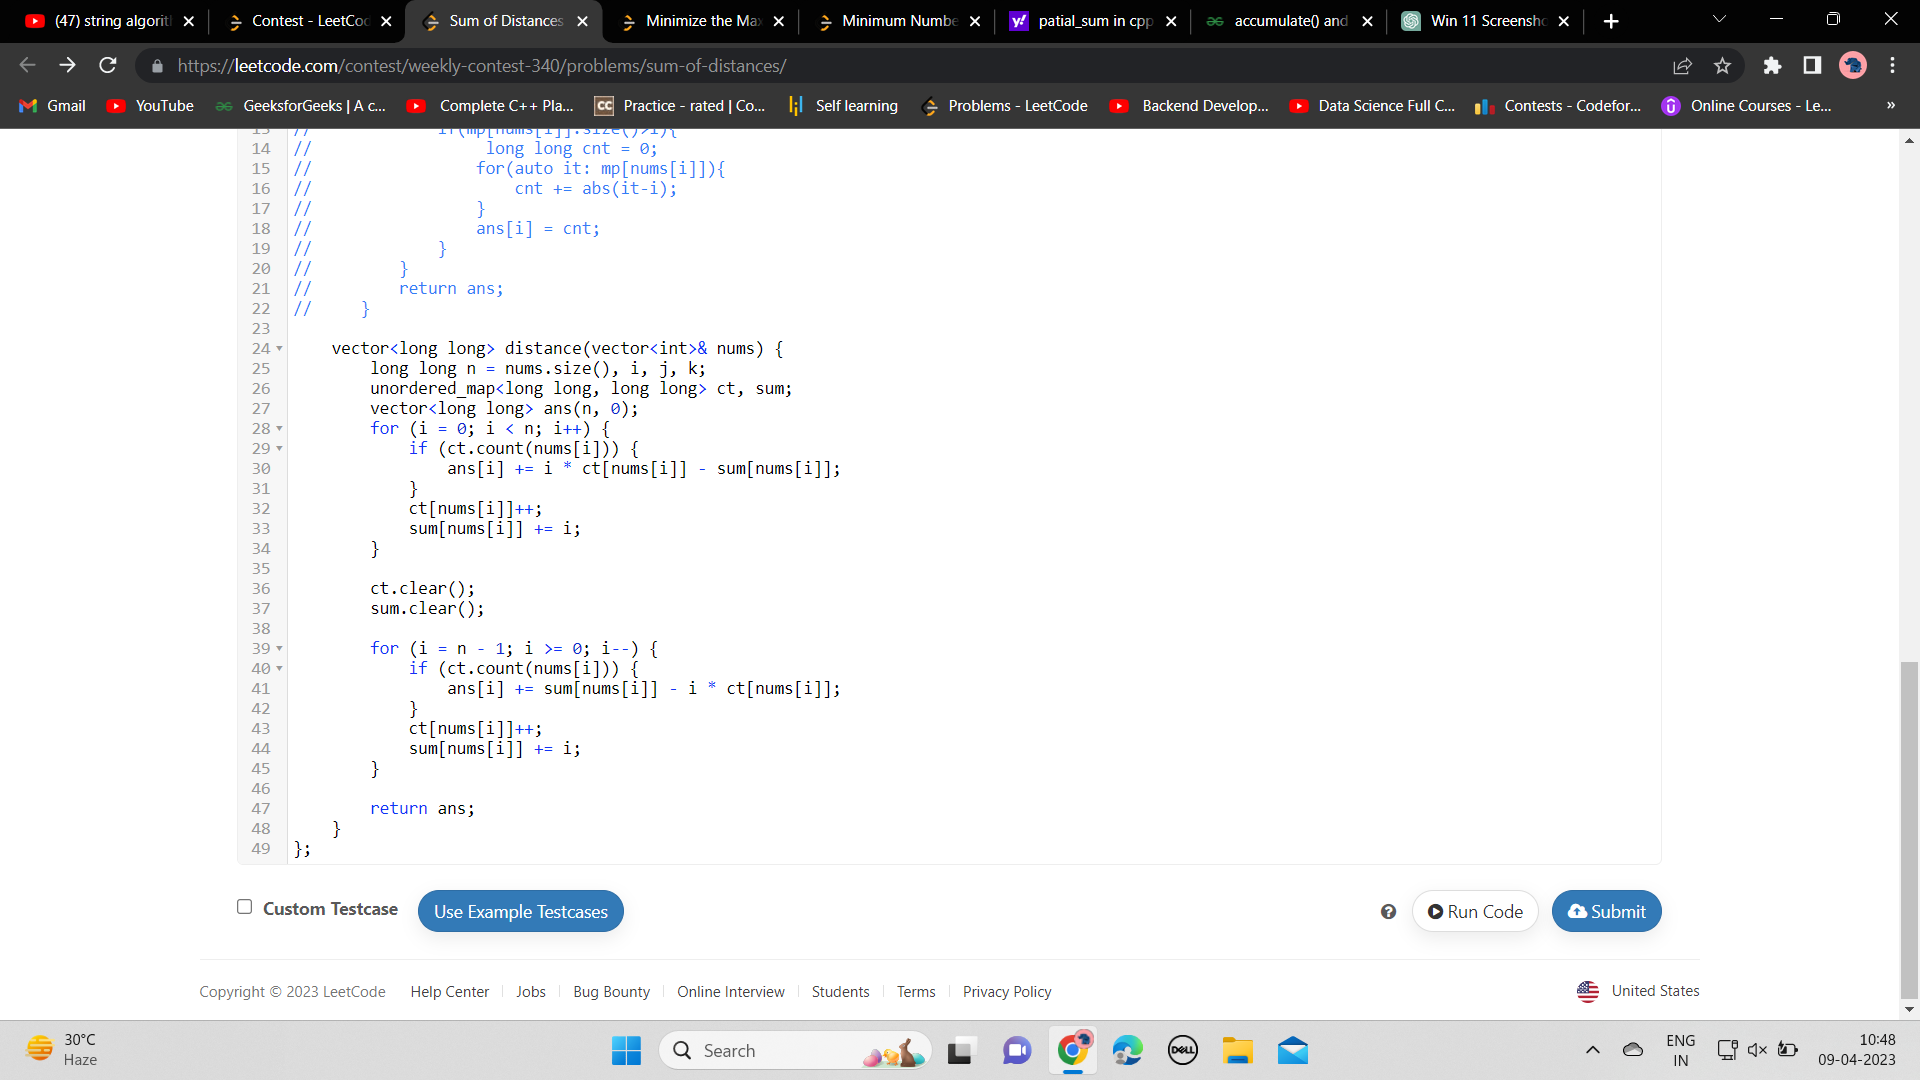 (47) string algorit
Contest - LeetCo
Sum of Distances
Minimize the Ma
Minimum Numbe
patial_sum in cpp
accumulate() and
Win 11 Screensh
https://leetcode.com/contest/weekly-contest-340/problems/sum-of-distances/
Gmail
YouTube
GeeksforGeeks | A c...
Complete C++ Pla...
Practice - rated | Co...
Self learning
Problems - LeetCode
Backend Develop...
Data Science Full C...
Contests - Codefor...
Online Courses - Le...
»
13 // if(mp[nums[i]].size()>1){
14 // long long cnt = 0;
15 // for(auto it: mp[nums[i]]){
16 // cnt += abs(it-i);
17 // }
18 // ans[i] = cnt;
19 // }
20 // }
21 // return ans;
22 // }
23
24 vector<long long> distance(vector<int>& nums) {
25 long long n = nums.size(), i, j, k;
26 unordered_map<long long, long long> ct, sum;
27 vector<long long> ans(n, 0);
28 for (i = 0; i < n; i++) {
29 if (ct.count(nums[i])) {
30 ans[i] += i * ct[nums[i]] - sum[nums[i]];
31 }
32 ct[nums[i]]++;
33 sum[nums[i]] += i;
34 }
35
36 ct.clear();
37 sum.clear();
38
39 for (i = n - 1; i >= 0; i--) {
40 if (ct.count(nums[i])) {
41 ans[i] += sum[nums[i]] - i * ct[nums[i]];
42 }
43 ct[nums[i]]++;
44 sum[nums[i]] += i;
45 }
46
47 return ans;
48 }
49 };
Custom Testcase
Use Example Testcases
Run Code
Submit
Copyright © 2023 LeetCode
Help Center
Jobs
Bug Bounty
Online Interview
Students
Terms
Privacy Policy
United States
30°C
Haze
Search
DELL
ENG
IN
10:48
09-04-2023